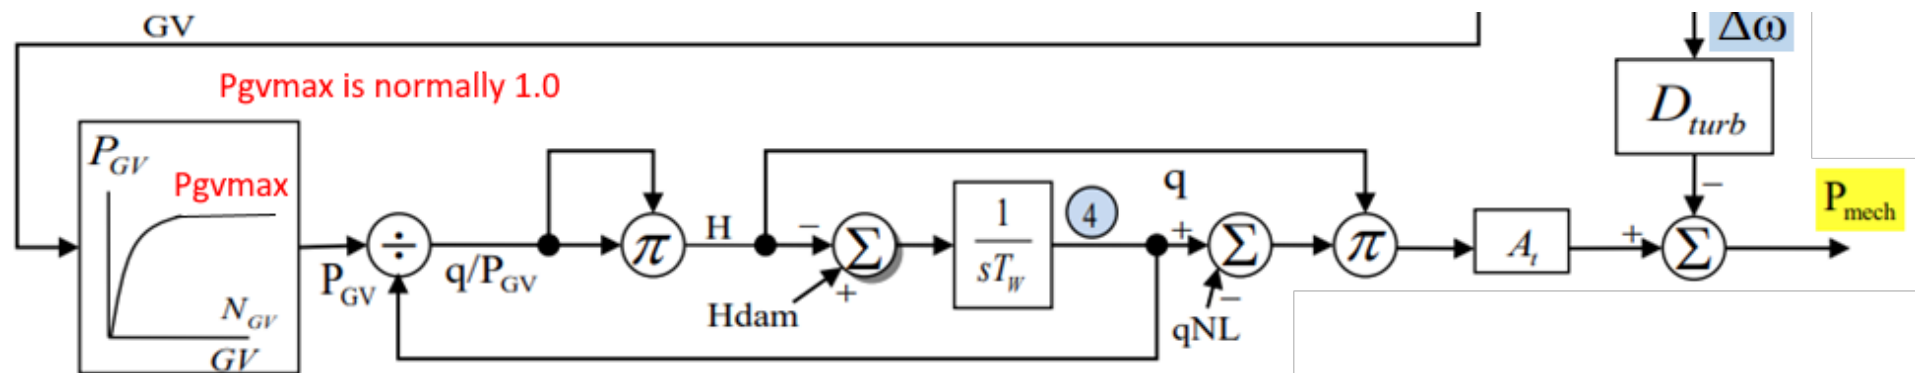 GV
Δω
Pgvmax is normally 1.0
D_turb
P_GV
Pgvmax
N_GV
GV
P_GV
÷
q/P_GV
π
H
−
Σ
+
Hdam
1
sT_W
4
q
+
Σ
−
qNL
π
A_t
+
−
Σ
P_mech